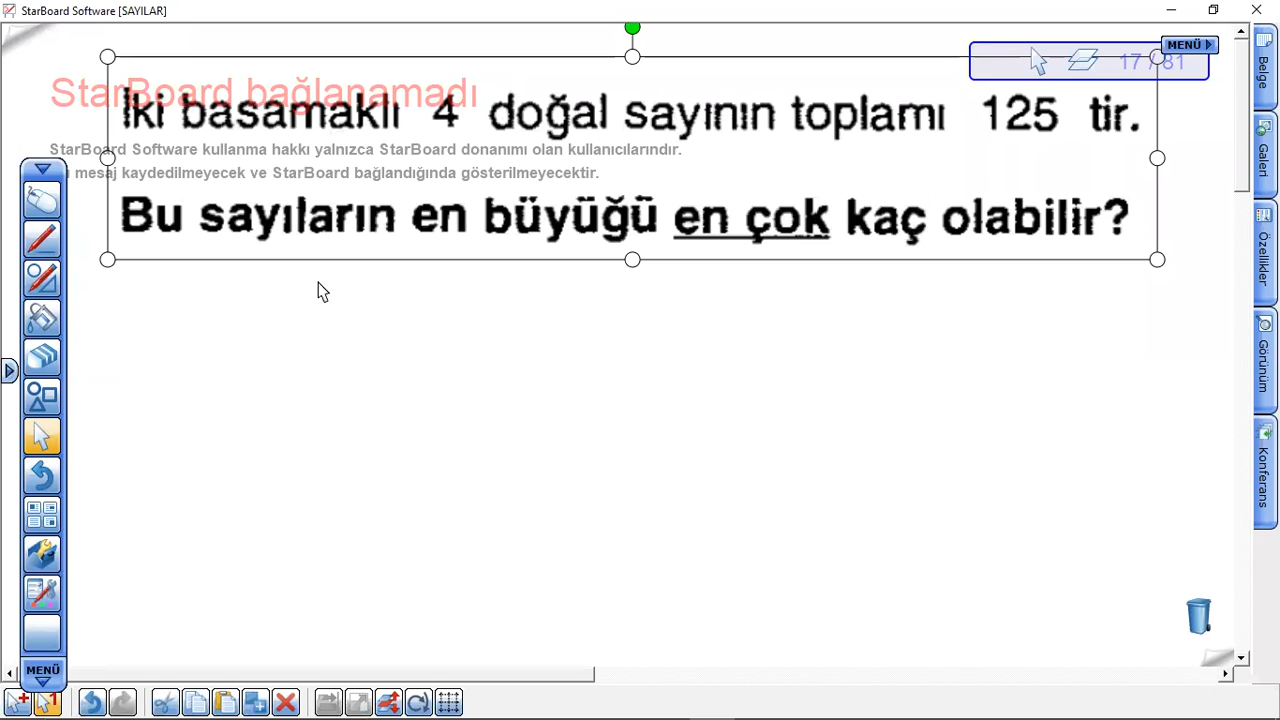 StarBoard Software [SAYILAR]
MENÜ
17 / 81
StarBoard bağlanamadı
İki basamaklı 4 doğal sayının toplamı 125 tir.
StarBoard Software kullanma hakkı yalnızca StarBoard donanımı olan kullanıcılarındır.
mesaj kaydedilmeyecek ve StarBoard bağlandığında gösterilmeyecektir.
Bu sayıların en büyüğü en çok kaç olabilir?
Belge
Galeri
Özellikler
Görünüm
Konferans
MENÜ
1